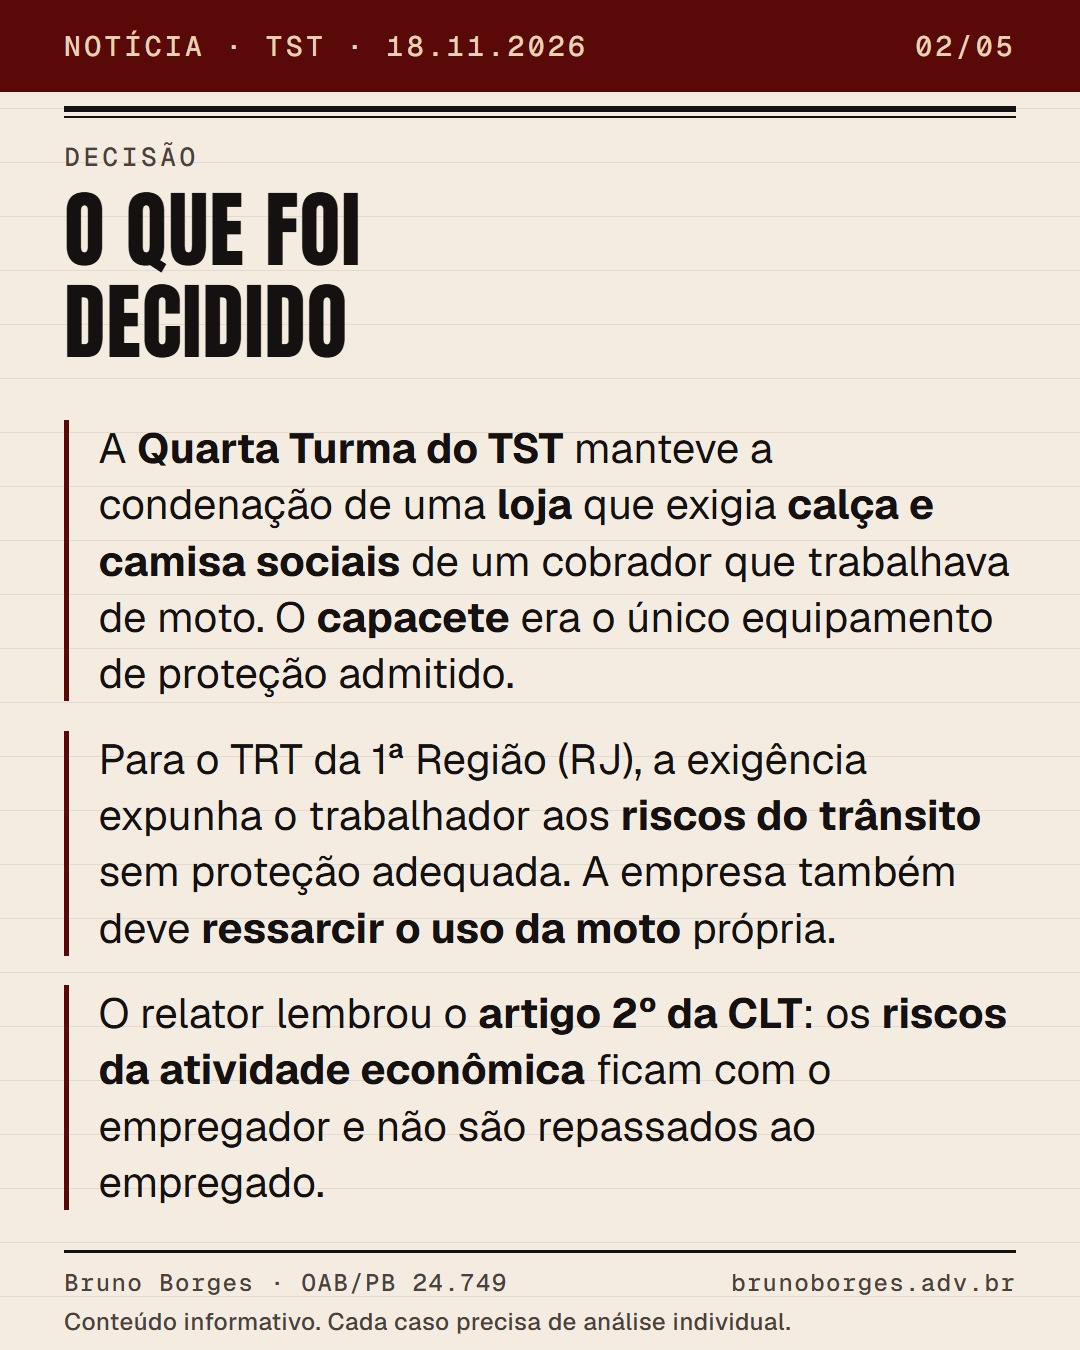 NOTÍCIA · TST · 18.11.2026 02/05
DECISÃO
O QUE FOI
DECIDIDO
A Quarta Turma do TST manteve a
condenação de uma loja que exigia calça e
camisa sociais de um cobrador que trabalhava
de moto. O capacete era o único equipamento
de proteção admitido.
Para o TRT da 1ª Região (RJ), a exigência
expunha o trabalhador aos riscos do trânsito
sem proteção adequada. A empresa também
deve ressarcir o uso da moto própria.
O relator lembrou o artigo 2º da CLT: os riscos
da atividade econômica ficam com o
empregador e não são repassados ao
empregado.
Bruno Borges · OAB/PB 24.749 brunoborges.adv.br
Conteúdo informativo. Cada caso precisa de análise individual.